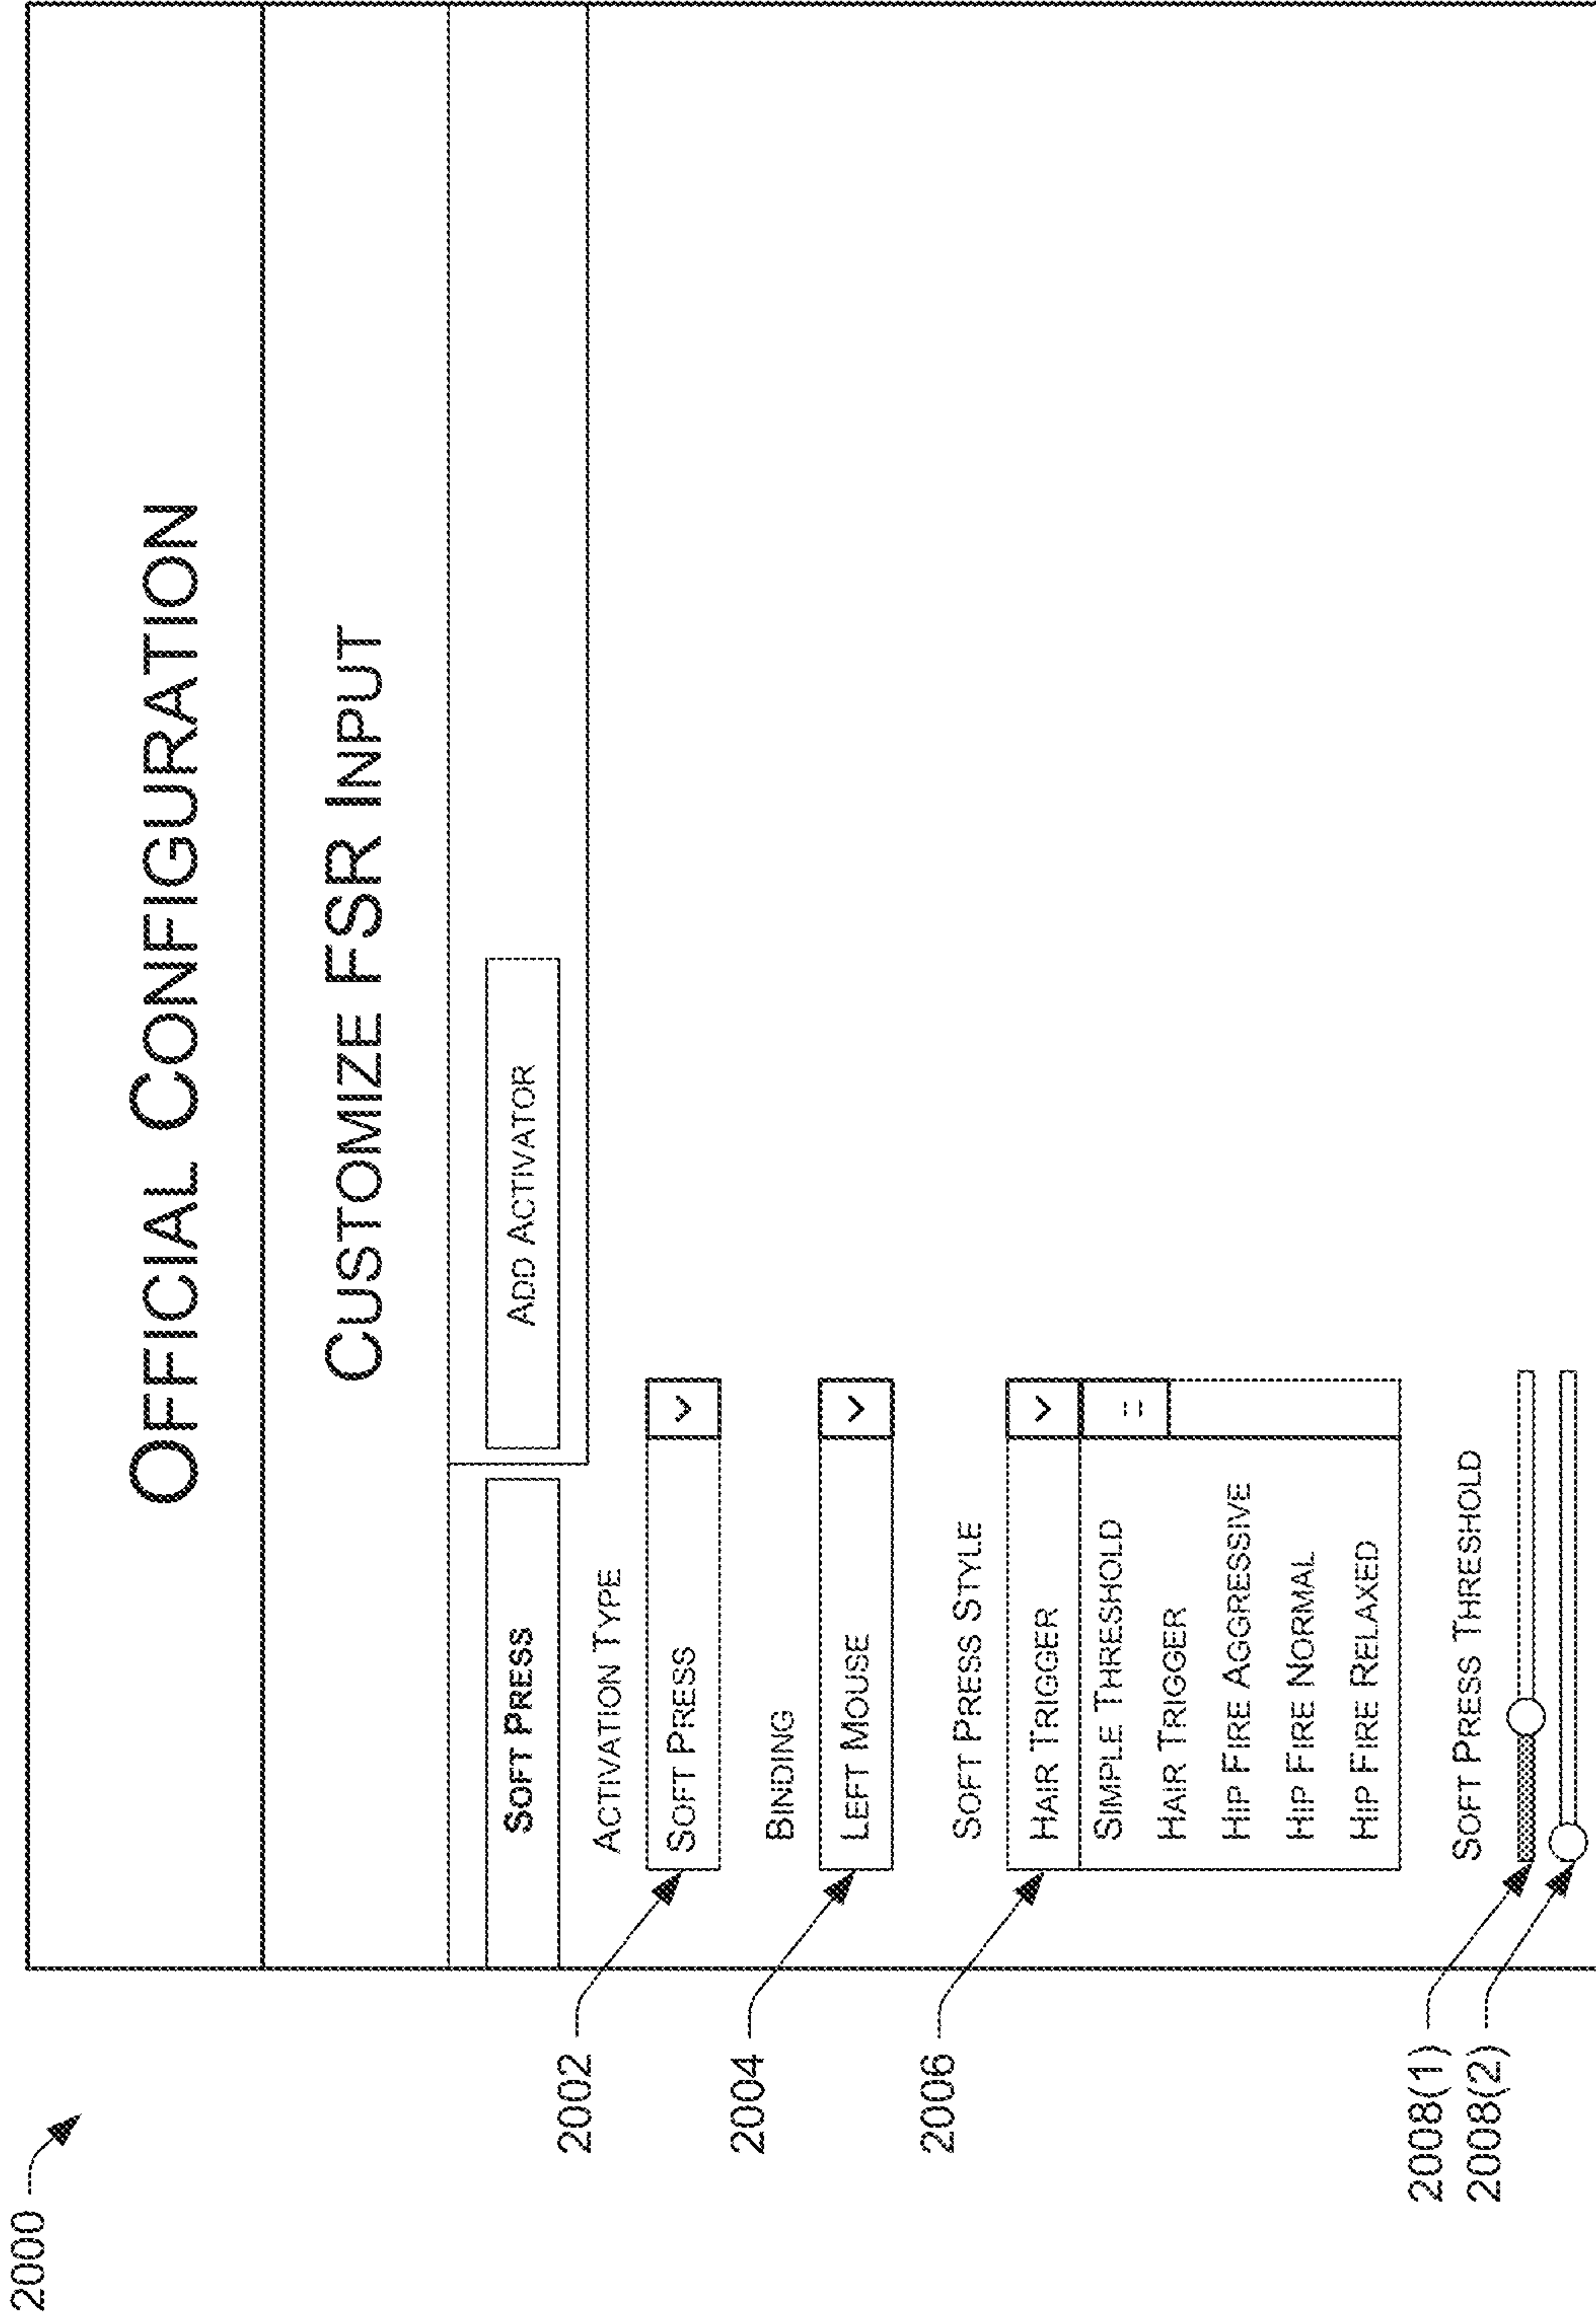 2000
OFFICIAL CONFIGURATION
CUSTOMIZE FSR INPUT
SOFT PRESS
ADD ACTIVATOR
ACTIVATION TYPE
2002
SOFT PRESS
BINDING
2004
LEFT MOUSE
SOFT PRESS STYLE
2006
HAIR TRIGGER
SIMPLE THRESHOLD
HAIR TRIGGER
HIP FIRE AGGRESSIVE
HIP FIRE NORMAL
HIP FIRE RELAXED
SOFT PRESS THRESHOLD
2008(1)
2008(2)